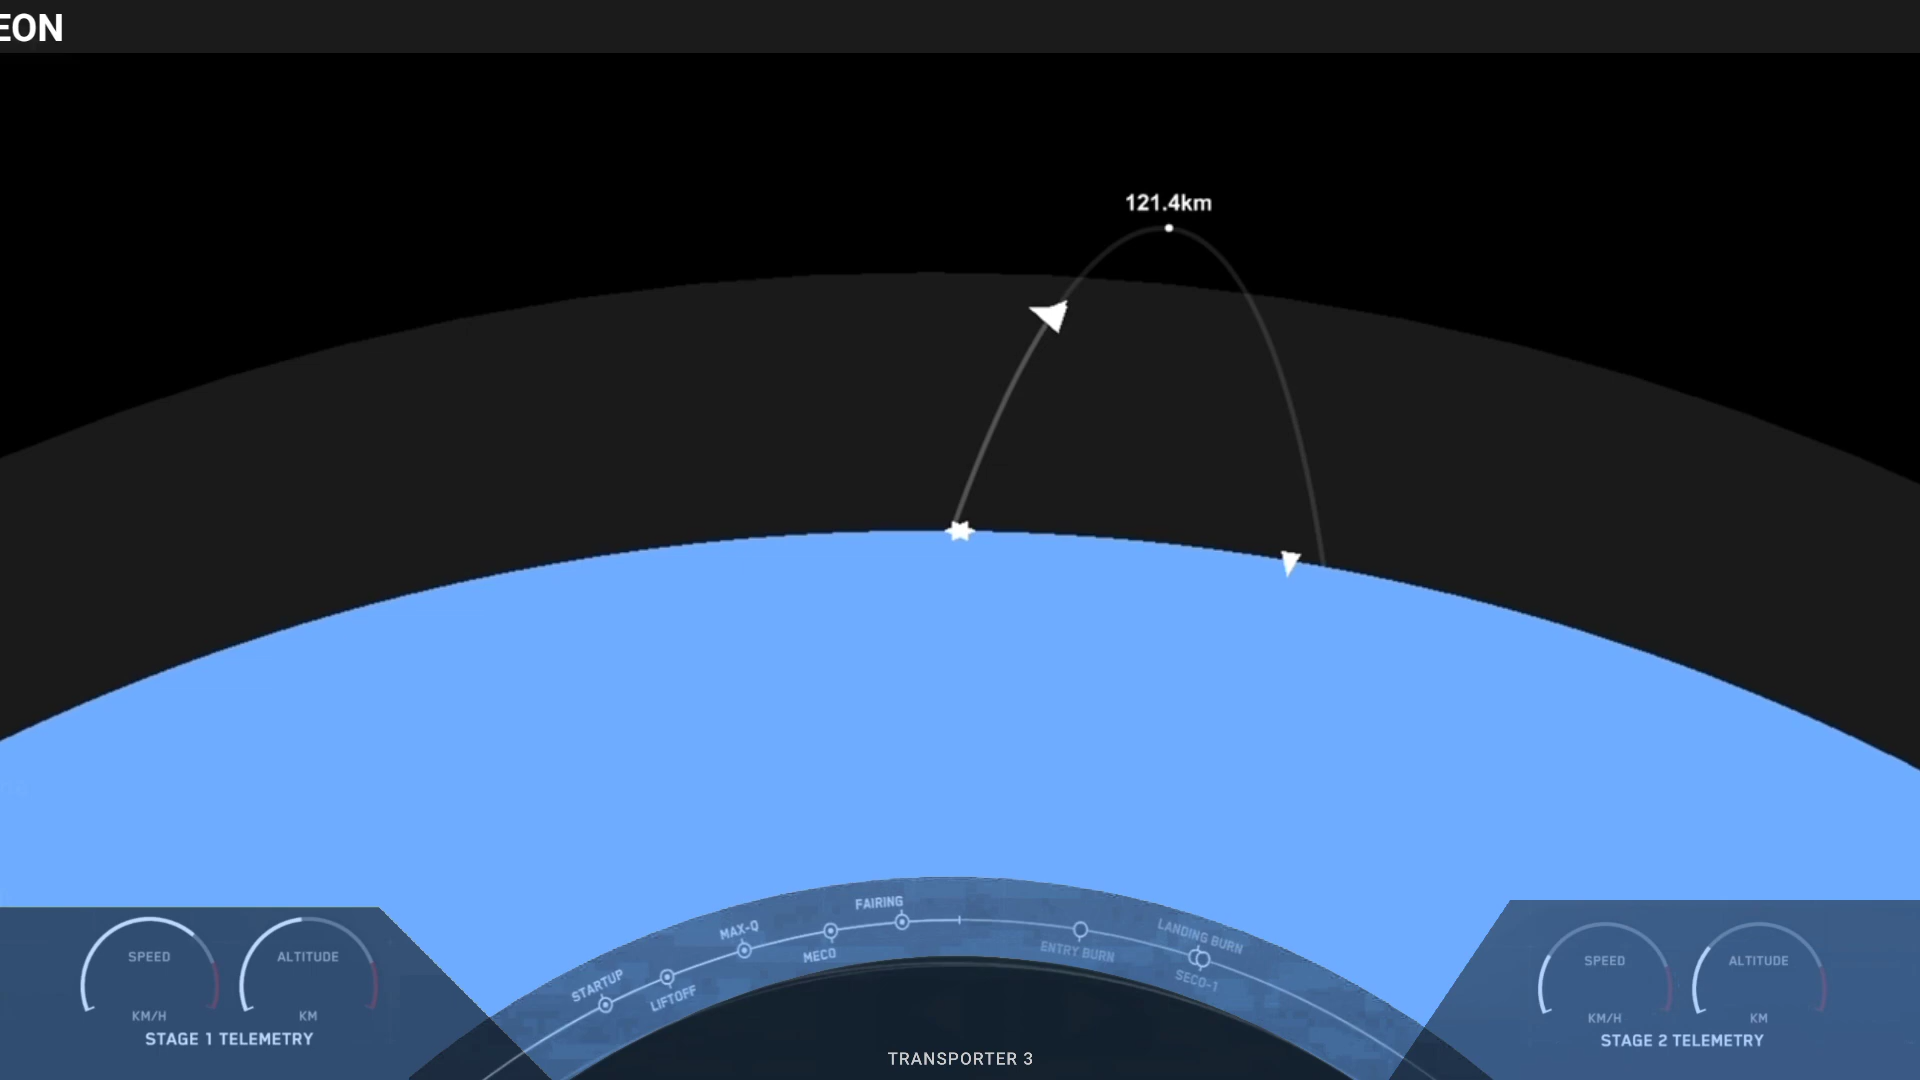 EON
121.4km
FAIRING
MAX-Q
LANDING BURN
ENTRY BURN
MECO
SPEED
ALTITUDE
SPEED
ALTITUDE
STARTUP
SECO-1
LIFTOFF
KM/H
KM
KM/H
KM
STAGE 1 TELEMETRY
STAGE 2 TELEMETRY
TRANSPORTER 3